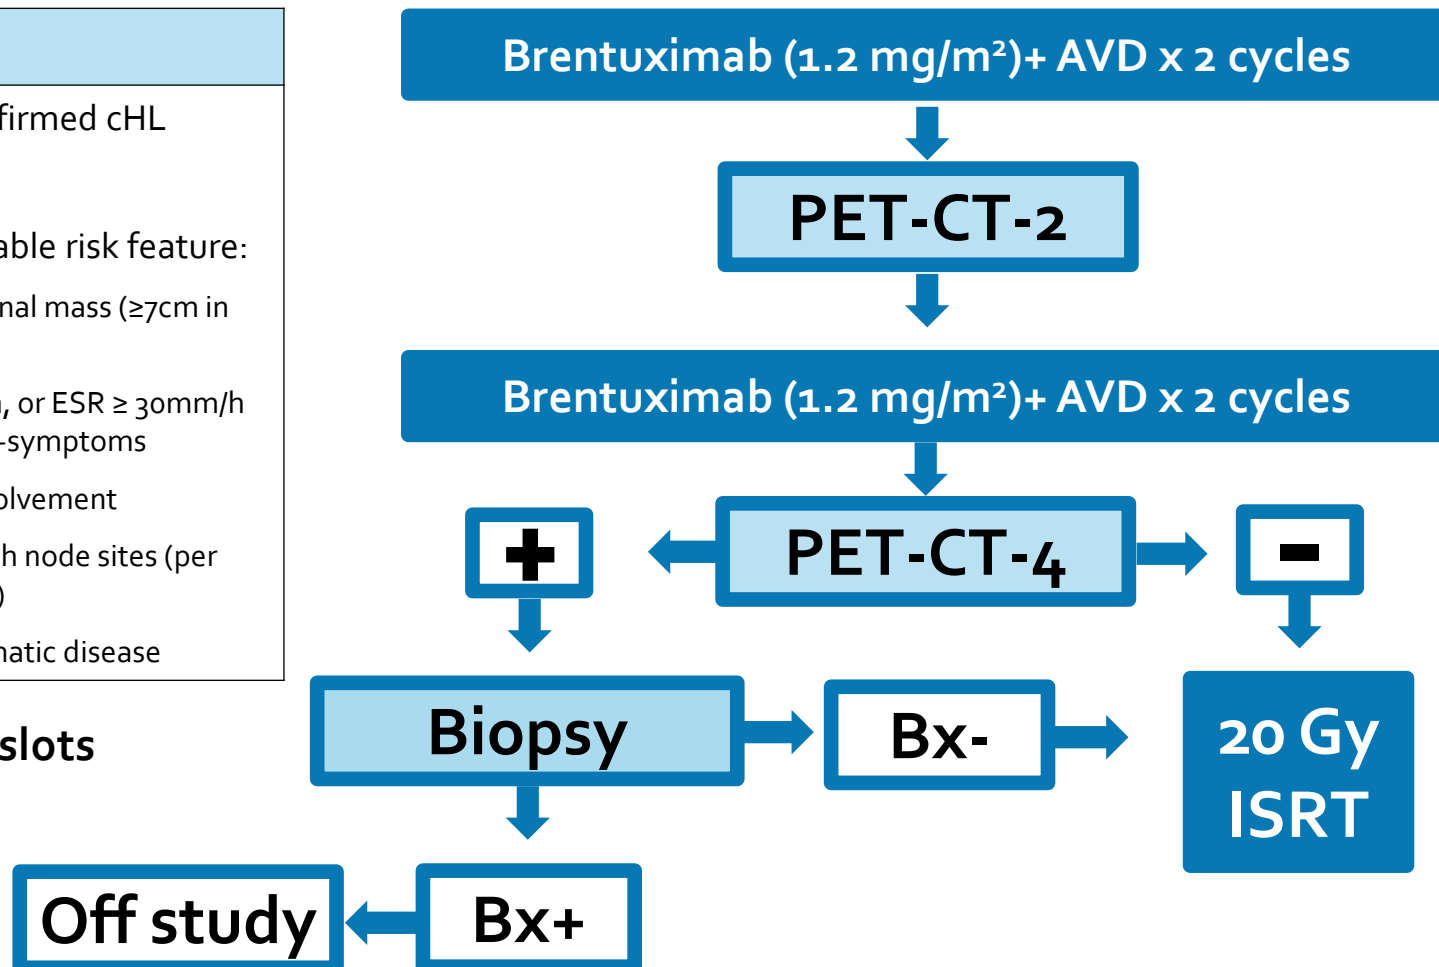 firmed cHL
able risk feature:
nal mass (≥7cm in
, or ESR ≥ 30mm/h
-symptoms
olvement
h node sites (per
)
natic disease
slots
Brentuximab (1.2 mg/m²)+ AVD x 2 cycles
PET-CT-2
Brentuximab (1.2 mg/m²)+ AVD x 2 cycles
+
PET-CT-4
-
Biopsy
Bx-
20 Gy
ISRT
Off study
Bx+